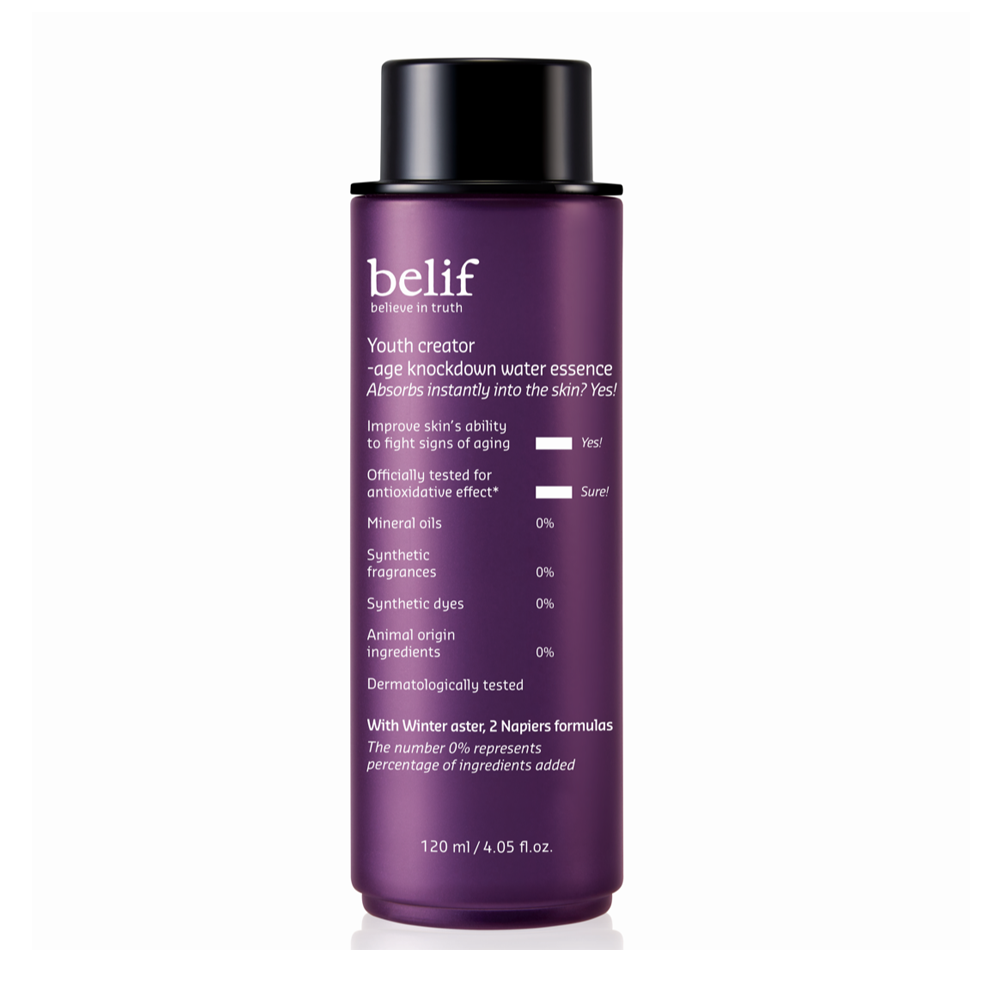 belif
believe in truth
Youth creator
-age knockdown water essence
Absorbs instantly into the skin? Yes!
Improve skin's ability
to fight signs of aging Yes!
Officially tested for
antioxidative effect* Sure!
Mineral oils 0%
Synthetic
fragrances 0%
Synthetic dyes 0%
Animal origin
ingredients 0%
Dermatologically tested
With Winter aster, 2 Napiers formulas
The number 0% represents
percentage of ingredients added
120 ml / 4.05 fl.oz.